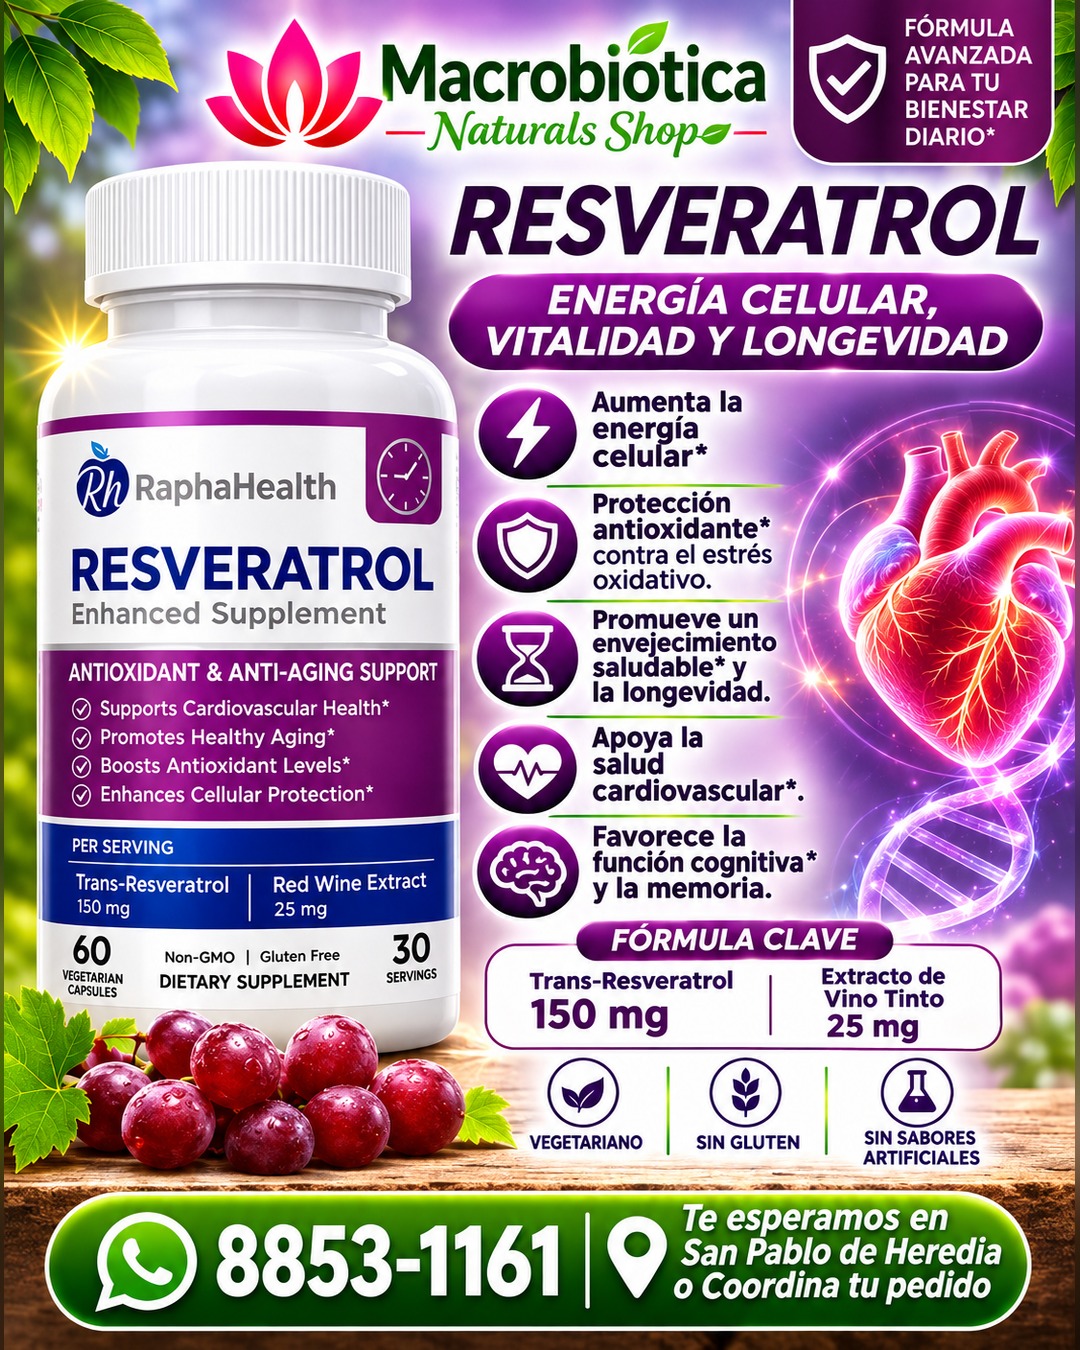 Macrobiótica
Naturals Shop
FÓRMULA
AVANZADA
PARA TU
BIENESTAR
DIARIO*
RESVERATROL
ENERGÍA CELULAR,
VITALIDAD Y LONGEVIDAD
Rh RaphaHealth
RESVERATROL
Enhanced Supplement
ANTIOXIDANT & ANTI-AGING SUPPORT
Supports Cardiovascular Health*
Promotes Healthy Aging*
Boosts Antioxidant Levels*
Enhances Cellular Protection*
PER SERVING
Trans-Resveratrol
150 mg
Red Wine Extract
25 mg
60
VEGETARIAN
CAPSULES
Non-GMO | Gluten Free
DIETARY SUPPLEMENT
30
SERVINGS
Aumenta la
energía
celular*
Protección
antioxidante*
contra el estrés
oxidativo.
Promueve un
envejecimiento
saludable* y
la longevidad.
Apoya la
salud
cardiovascular*.
Favorece la
función cognitiva*
y la memoria.
FÓRMULA CLAVE
Trans-Resveratrol
150 mg
Extracto de
Vino Tinto
25 mg
VEGETARIANO
SIN GLUTEN
SIN SABORES
ARTIFICIALES
8853-1161
Te esperamos en
San Pablo de Heredia
o Coordina tu pedido